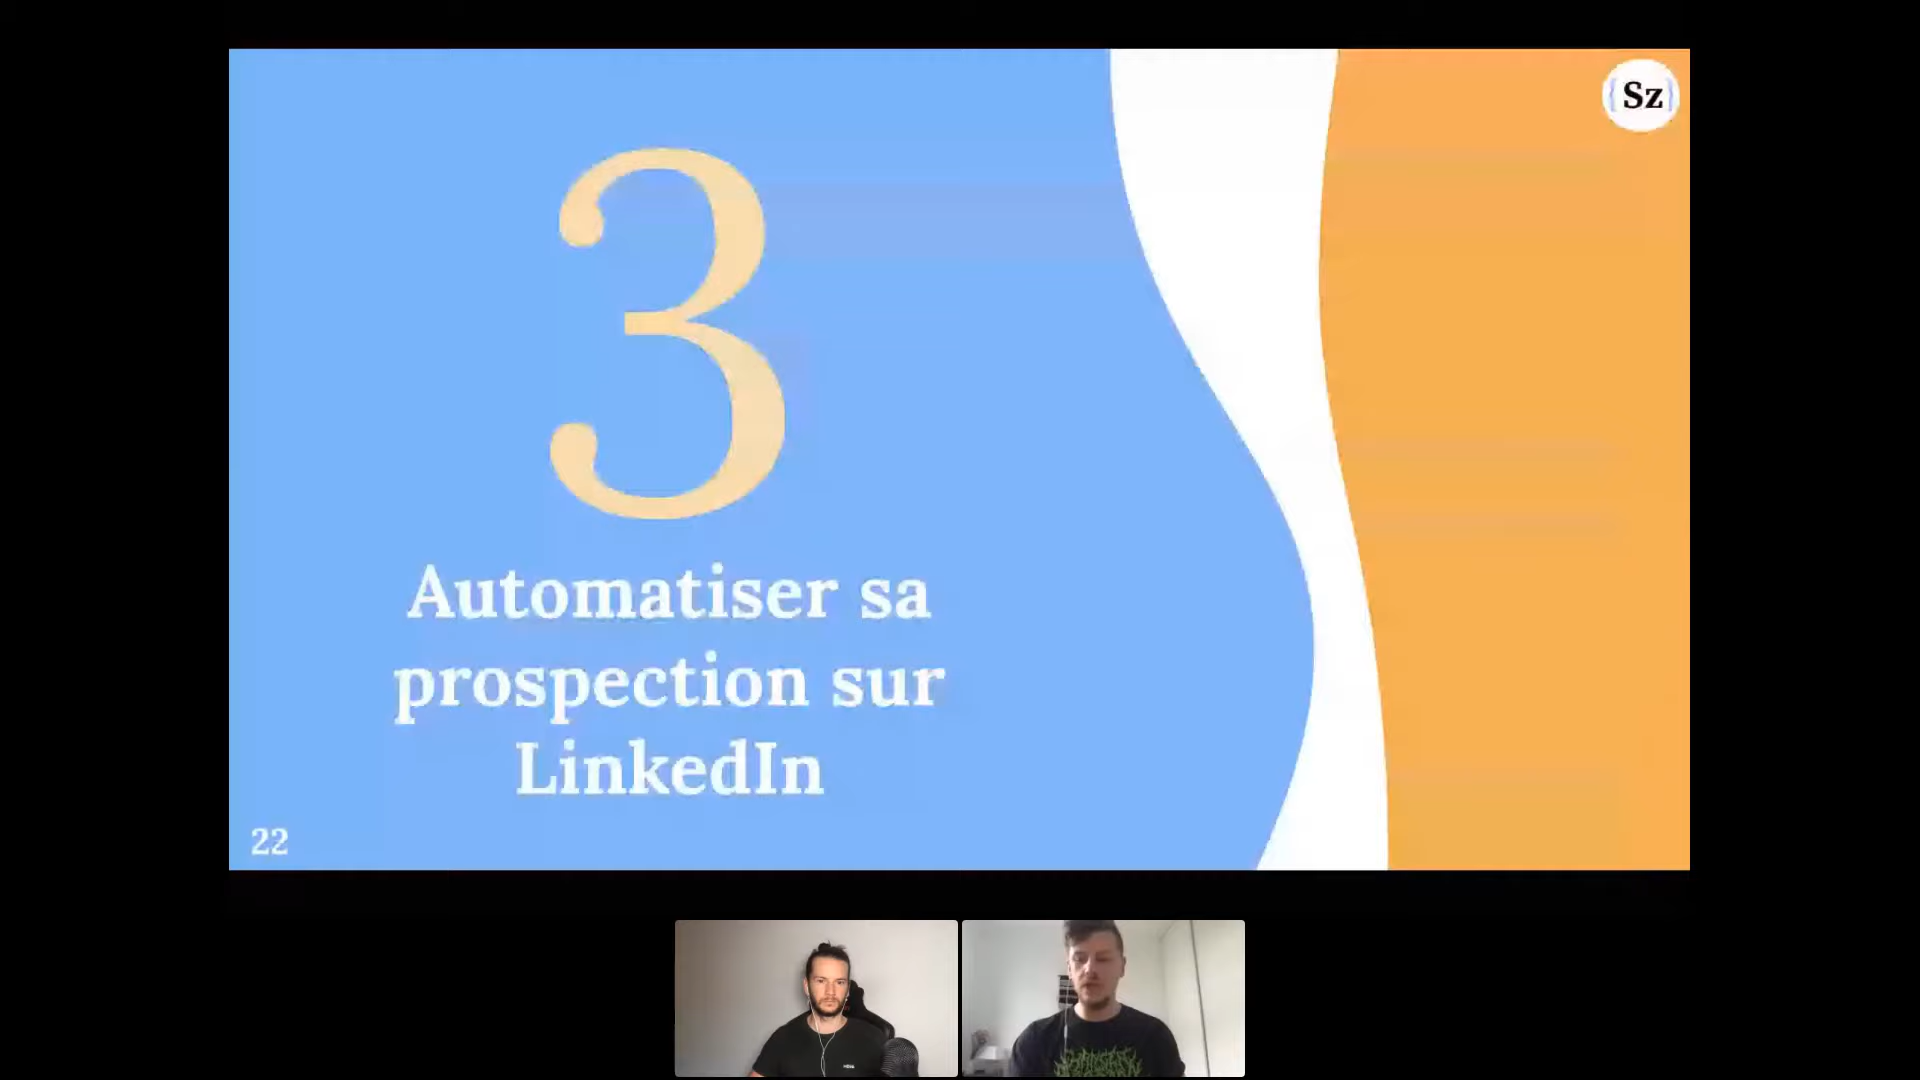 {Sz}
3
Automatiser sa
prospection sur
LinkedIn
22